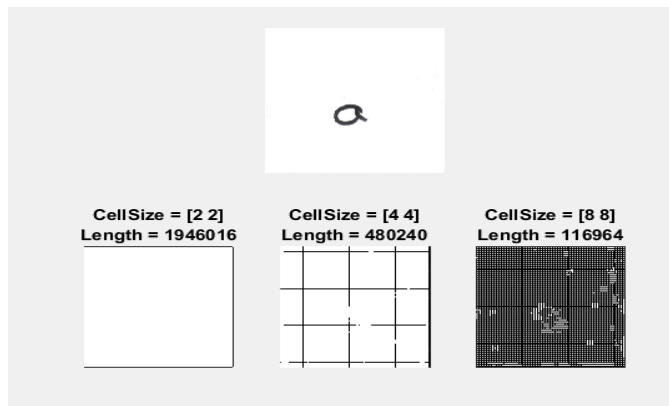 a
CellSize = [2 2]
Length = 1946016
CellSize = [4 4]
Length = 480240
CellSize = [8 8]
Length = 116964